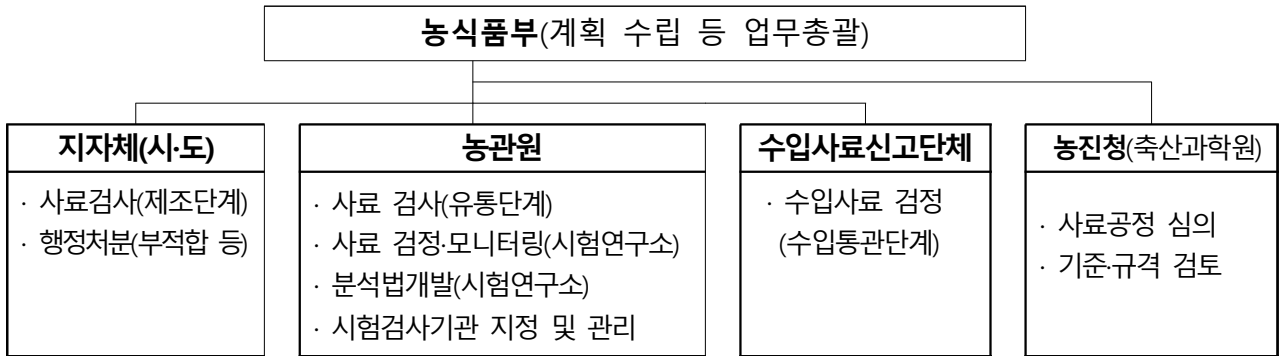 농식품부(계획 수립 등 업무총괄)
지자체(시·도)
· 사료검사(제조단계)
· 행정처분(부적합 등)
농관원
· 사료 검사(유통단계)
· 사료 검정·모니터링(시험연구소)
· 분석법개발(시험연구소)
· 시험검사기관 지정 및 관리
수입사료신고단체
· 수입사료 검정
(수입통관단계)
농진청(축산과학원)
· 사료공정 심의
· 기준·규격 검토